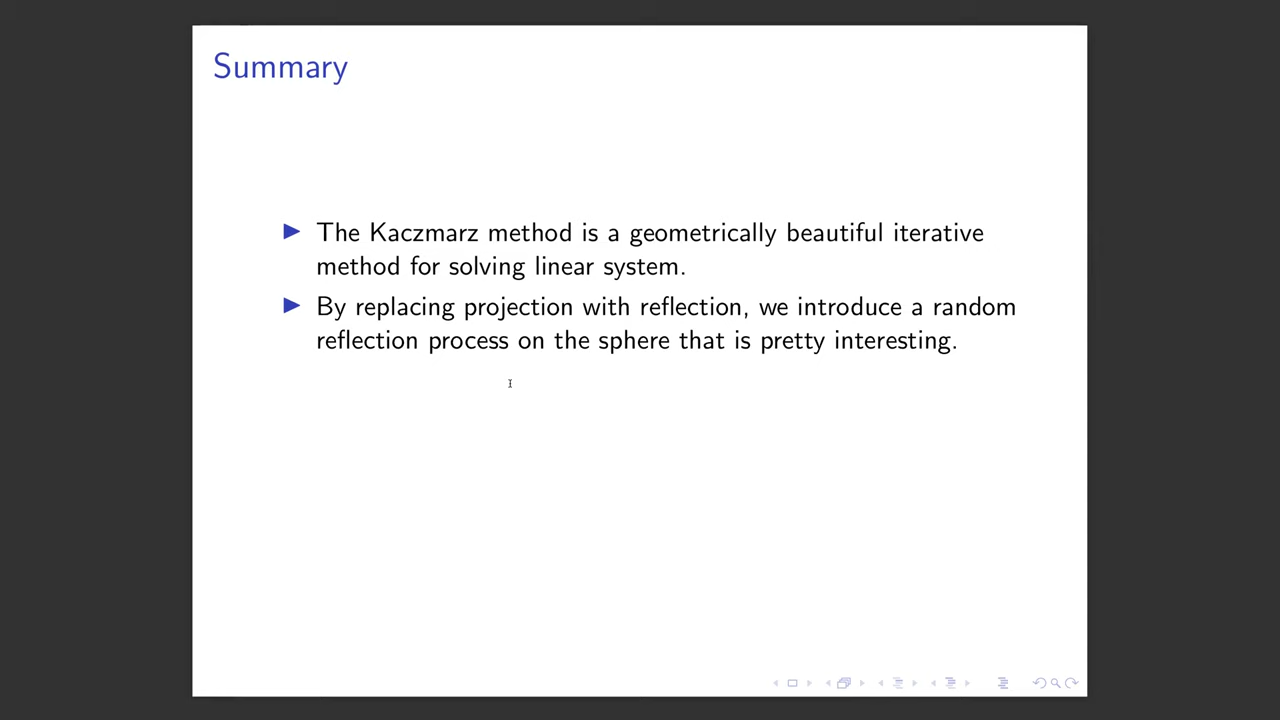 Summary
The Kaczmarz method is a geometrically beautiful iterative
method for solving linear system.
By replacing projection with reflection, we introduce a random
reflection process on the sphere that is pretty interesting.